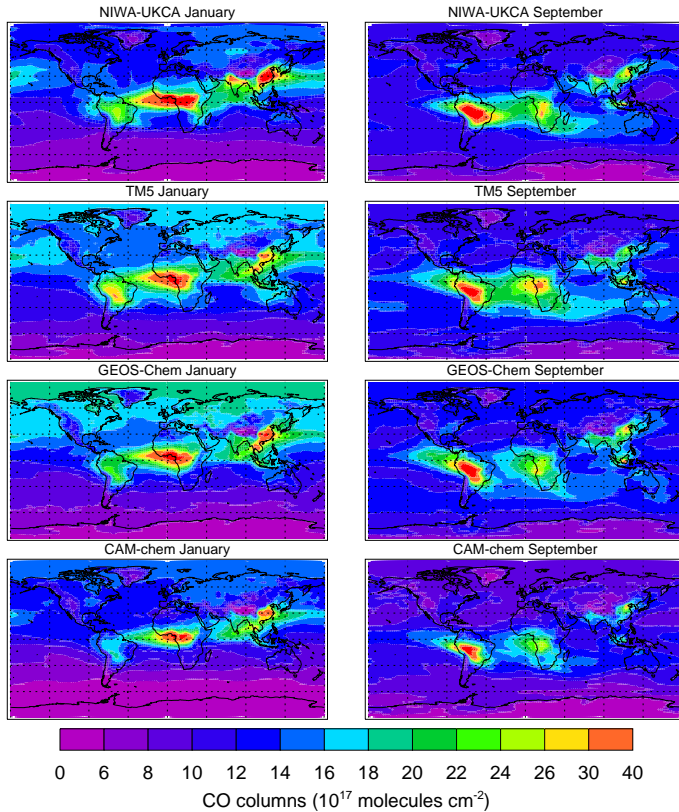 NIWA-UKCA January
NIWA-UKCA September
TM5 January
TM5 September
GEOS-Chem January
GEOS-Chem September
CAM-chem January
CAM-chem September
0 6 8 10 12 14 16 18 20 22 24 26 30 40
CO columns (10¹⁷ molecules cm⁻²)